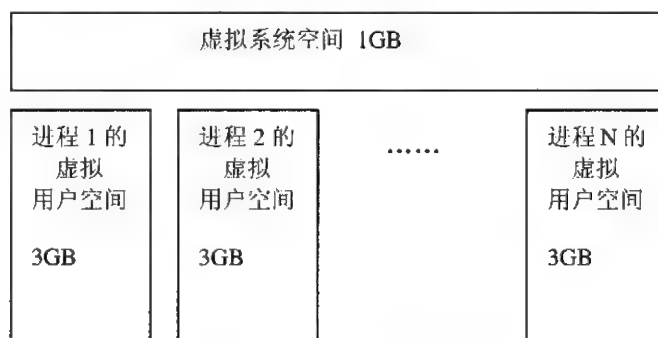 虚拟系统空间 1GB
进程 1 的
虚拟
用户空间
3GB
进程 2 的
虚拟
用户空间
3GB
……
进程 N 的
虚拟
用户空间
3GB